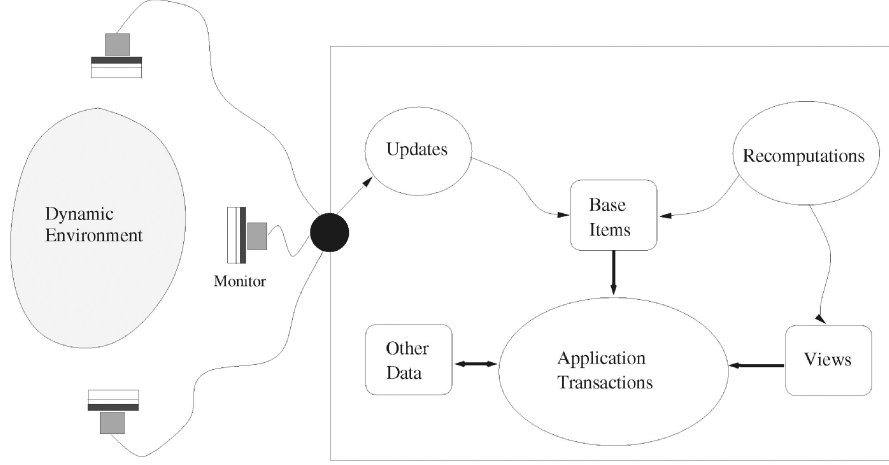 Dynamic
Environment
Monitor
Updates
Base
Items
Recomputations
Other
Data
Application
Transactions
Views